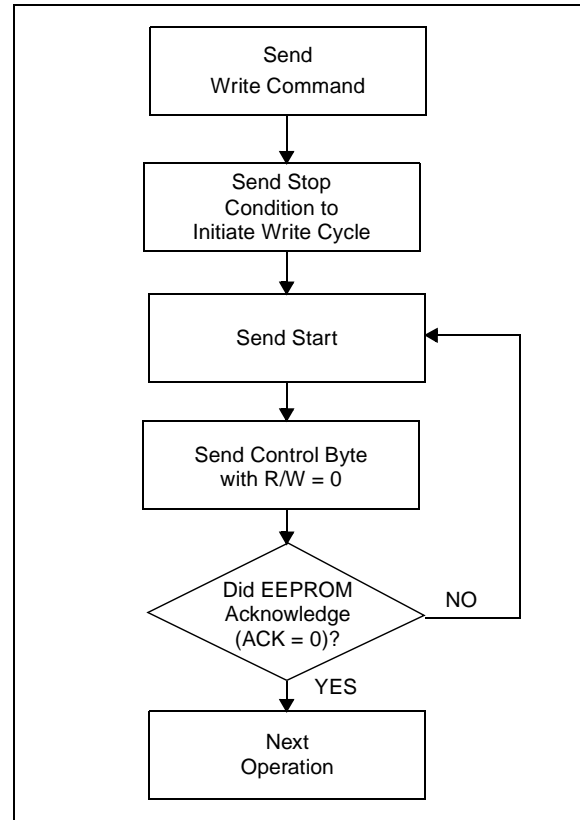 Send
Write Command
Send Stop
Condition to
Initiate Write Cycle
Send Start
Send Control Byte
with R/W = 0
Did EEPROM
Acknowledge
(ACK = 0)?
NO
YES
Next
Operation